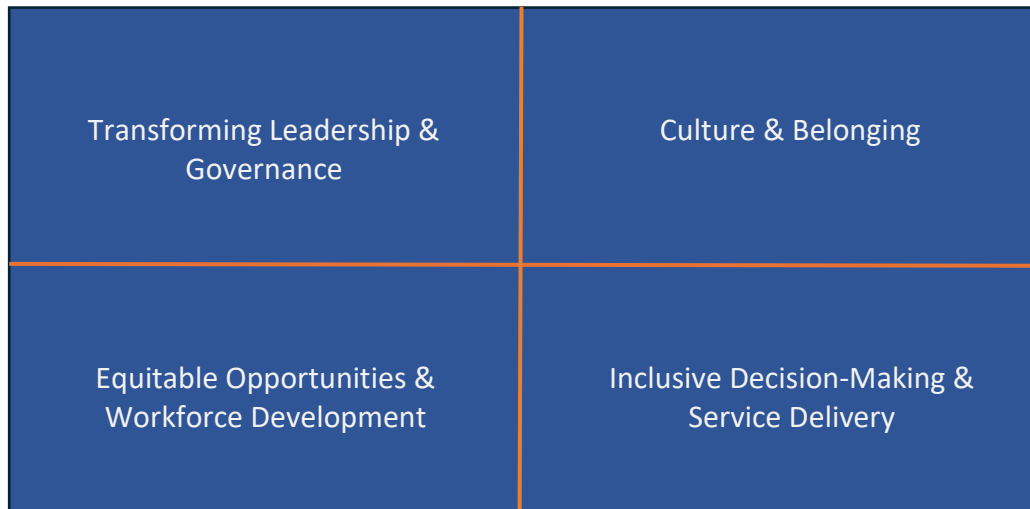 Transforming Leadership &
Governance
Culture & Belonging
Equitable Opportunities &
Workforce Development
Inclusive Decision-Making &
Service Delivery